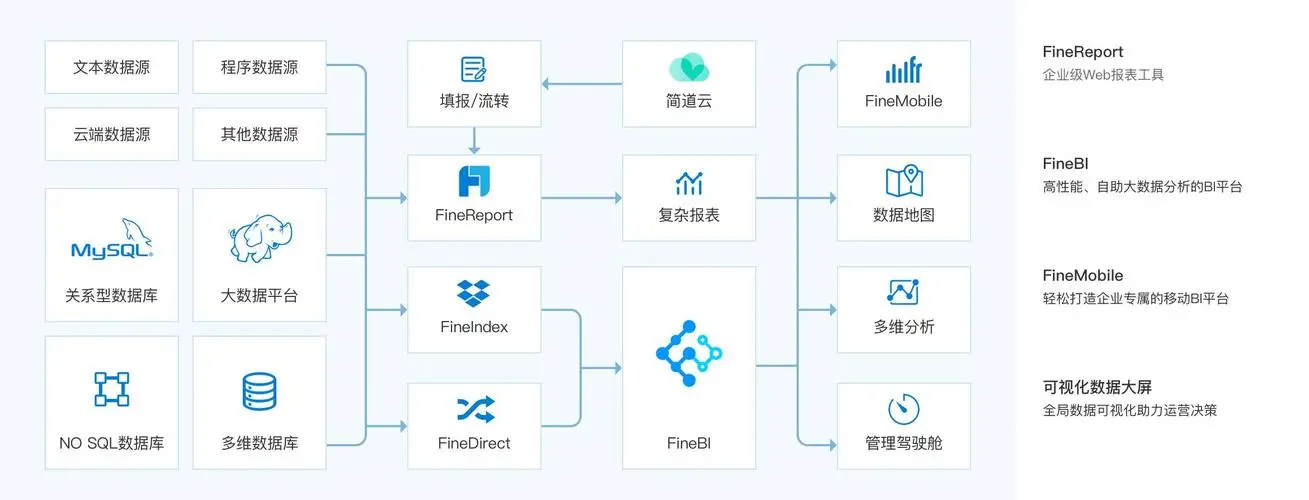 文本数据源
程序数据源
云端数据源
其他数据源
MySQL
关系型数据库
大数据平台
NO SQL数据库
多维数据库
填报/流转
简道云
FineReport
复杂报表
FineIndex
FineDirect
FineBI
fr
FineMobile
数据地图
多维分析
管理驾驶舱
FineReport
企业级Web报表工具
FineBI
高性能、自助大数据分析的BI平台
FineMobile
轻松打造企业专属的移动BI平台
可视化数据大屏
全局数据可视化助力运营决策